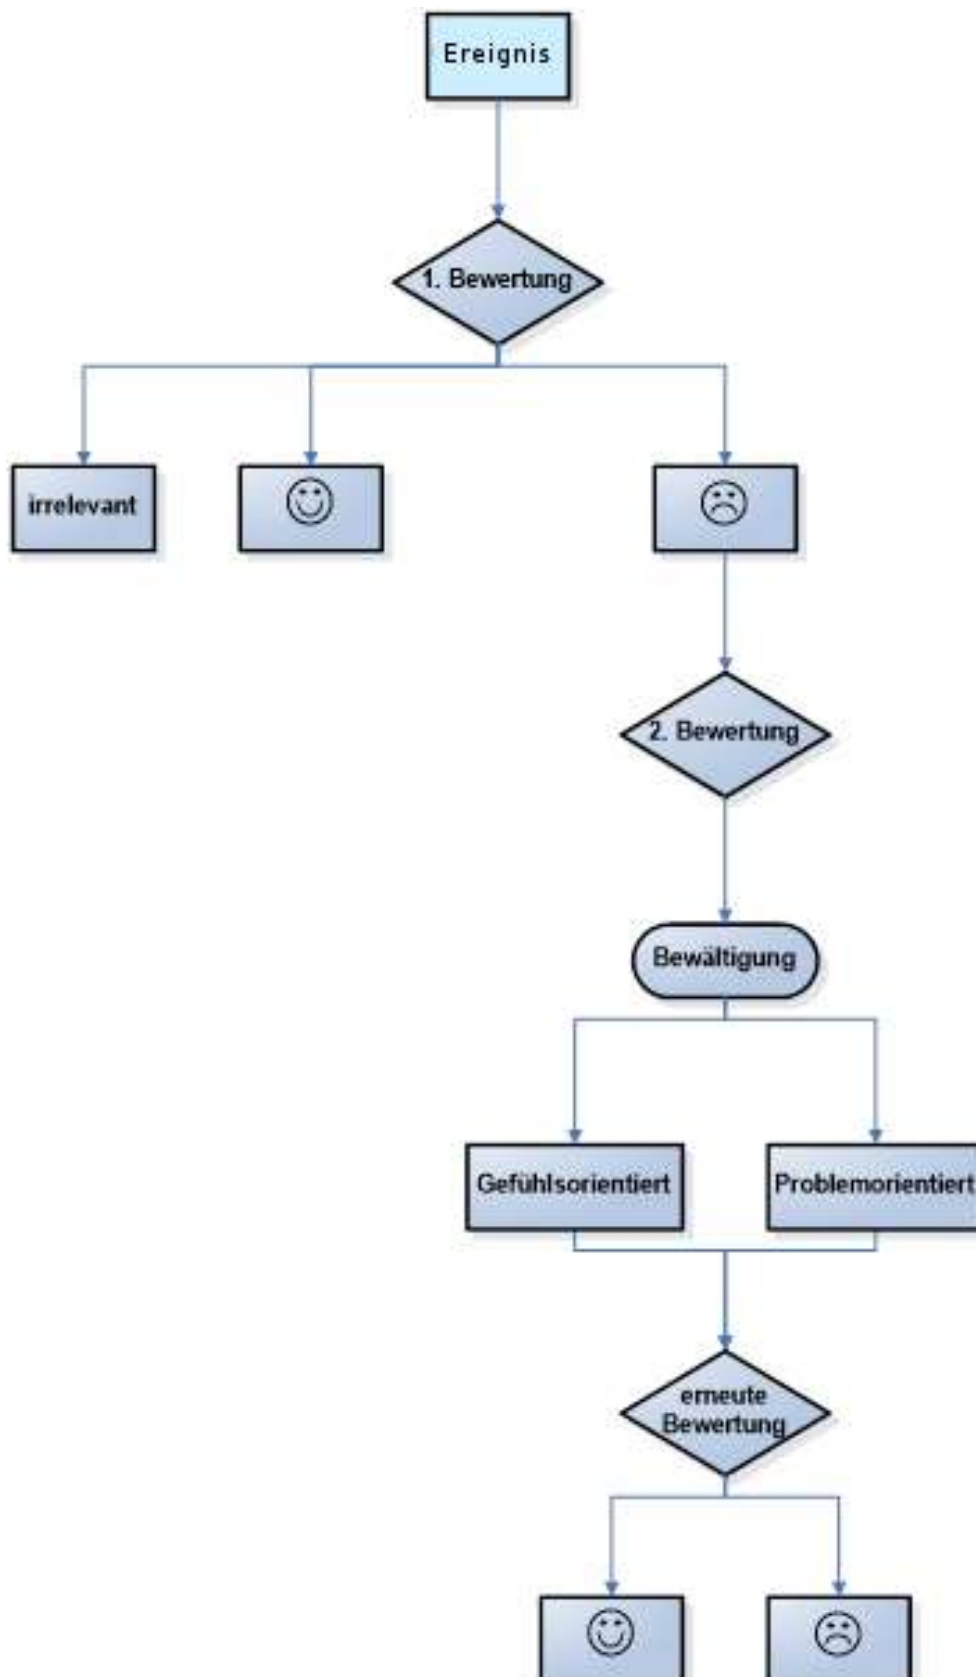 Ereignis
1. Bewertung
irrelevant
2. Bewertung
Bewältigung
Gefühlsorientiert
Problemorientiert
erneute
Bewertung